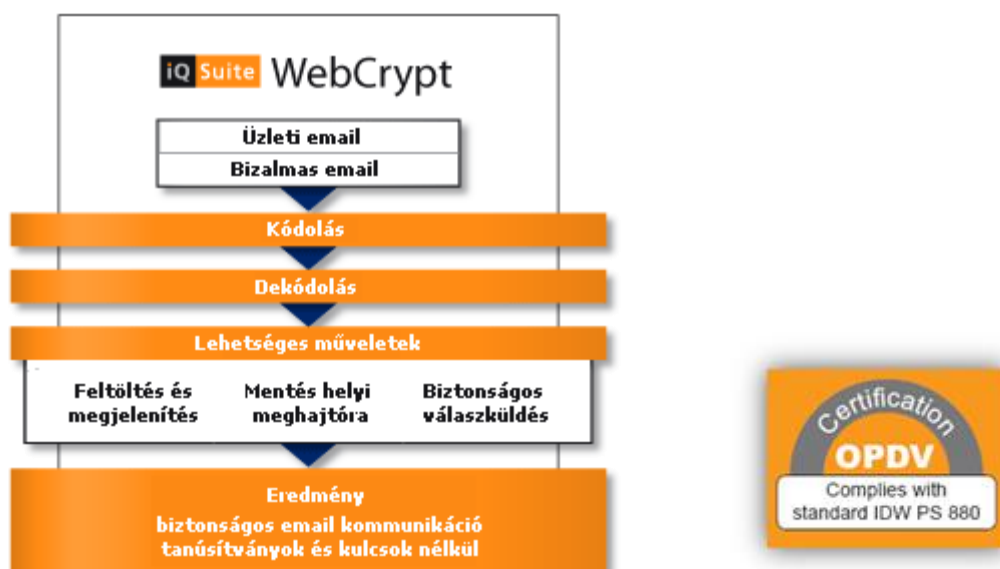 iQ Suite WebCrypt
Üzleti email
Bizalmas email
Kódolás
Dekódolás
Lehetséges műveletek
Feltöltés és
megjelenítés
Mentés helyi
meghajtóra
Biztonságos
válaszküldés
Eredmény
biztonságos email kommunikáció
tanúsítványok és kulcsok nélkül
Certification
OPDV
Complies with
standard IDW PS 880